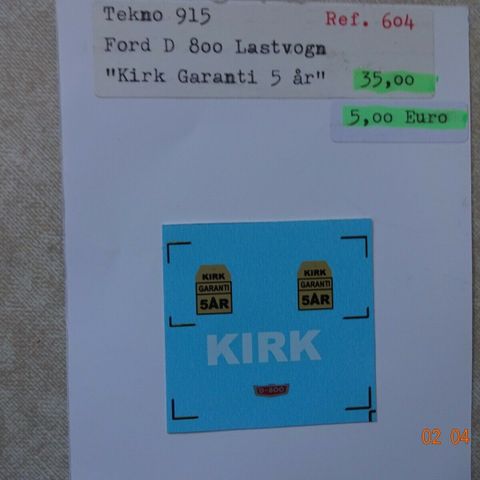 Tekno 915
Ref. 604
Ford D 800 Lastvogn
"Kirk Garanti 5 år"
35,00
5,00 Euro
KIRK
GARANTI
5ÅR
KIRK
GARANTI
5ÅR
KIRK
D-800
02 04